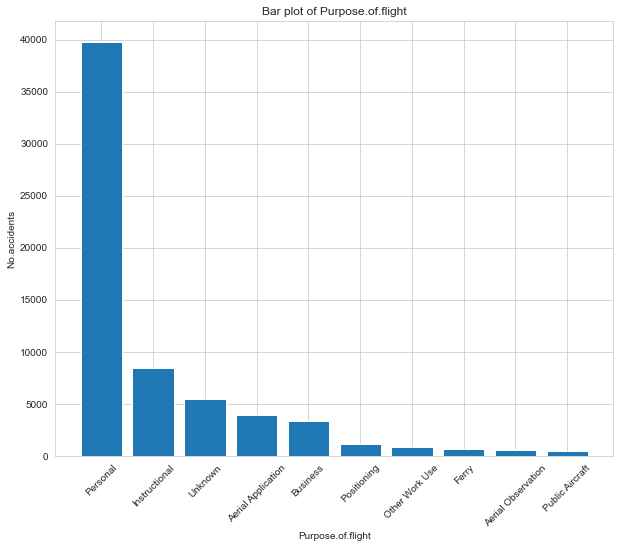 Bar plot of Purpose.of.flight
40000
35000
30000
25000
20000
15000
10000
5000
0
No.accidents
Personal
Instructional
Unknown
Aerial Application
Business
Positioning
Other Work Use
Ferry
Aerial Observation
Public Aircraft
Purpose.of.flight